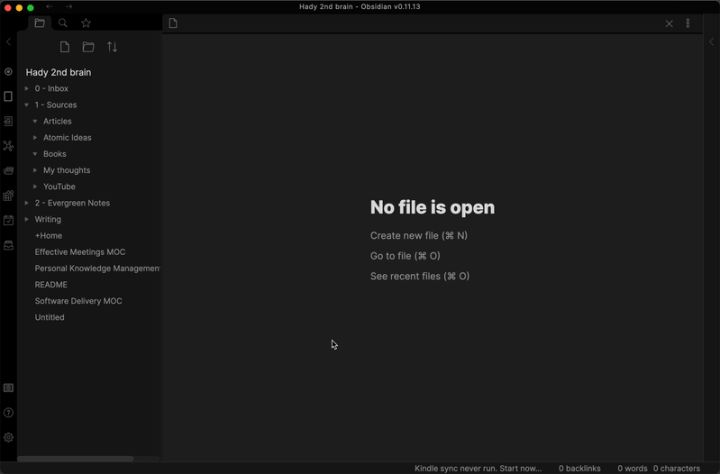 Hady 2nd brain - Obsidian v0.11.13
Hady 2nd brain
0 - Inbox
1 - Sources
Articles
Atomic Ideas
Books
My thoughts
YouTube
2 - Evergreen Notes
Writing
+Home
Effective Meetings MOC
Personal Knowledge Management
README
Software Delivery MOC
Untitled
No file is open
Create new file (⌘ N)
Go to file (⌘ O)
See recent files (⌘ O)
Kindle sync never run. Start now... 0 backlinks 0 words 0 characters